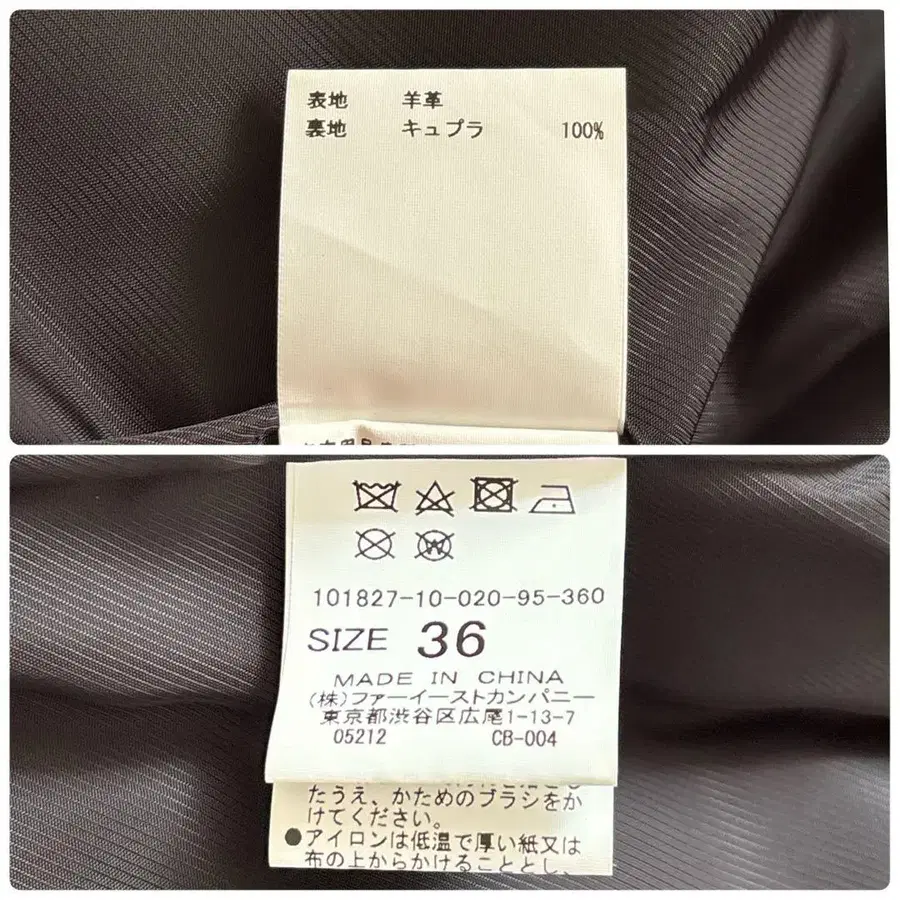 表地 羊革
裏地 キュプラ 100%
101827-10-020-95-360
SIZE 36
MADE IN CHINA
(株)ファーイーストカンパニー
東京都渋谷区広尾1-13-7
05212 CB-004
たうえ、かためのブラシをか
けてください。
●アイロンは低温で厚い紙又は
布の上からかけることとし、